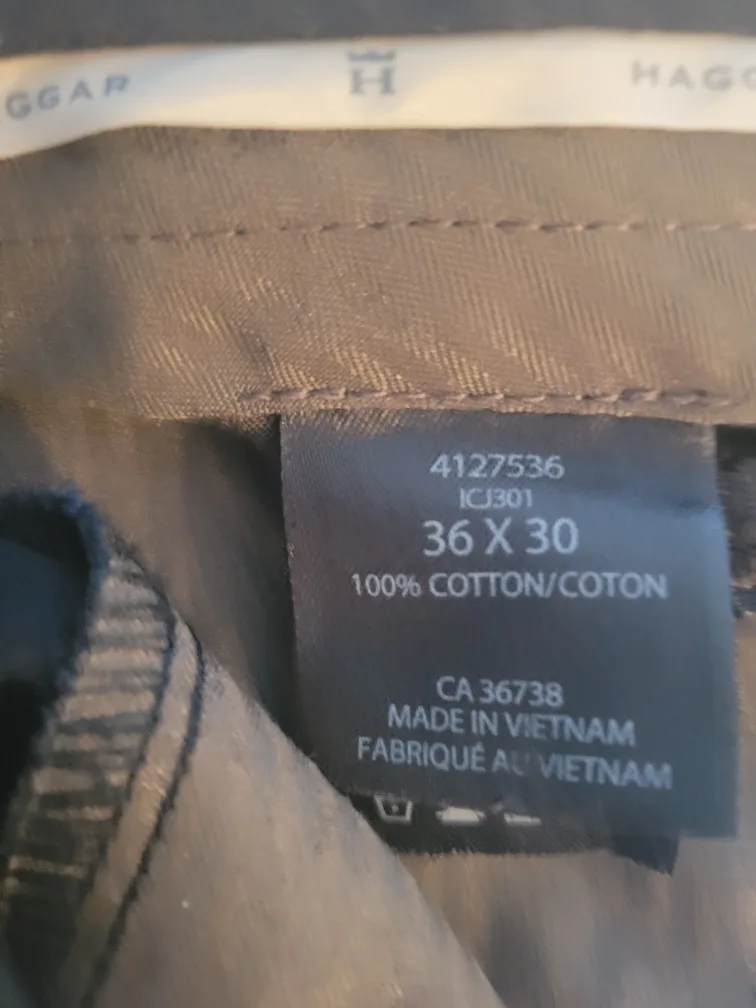 GGAR H HAGG
4127536
ICJ301
36 X 30
100% COTTON/COTON
CA 36738
MADE IN VIETNAM
FABRIQUÉ AU VIETNAM